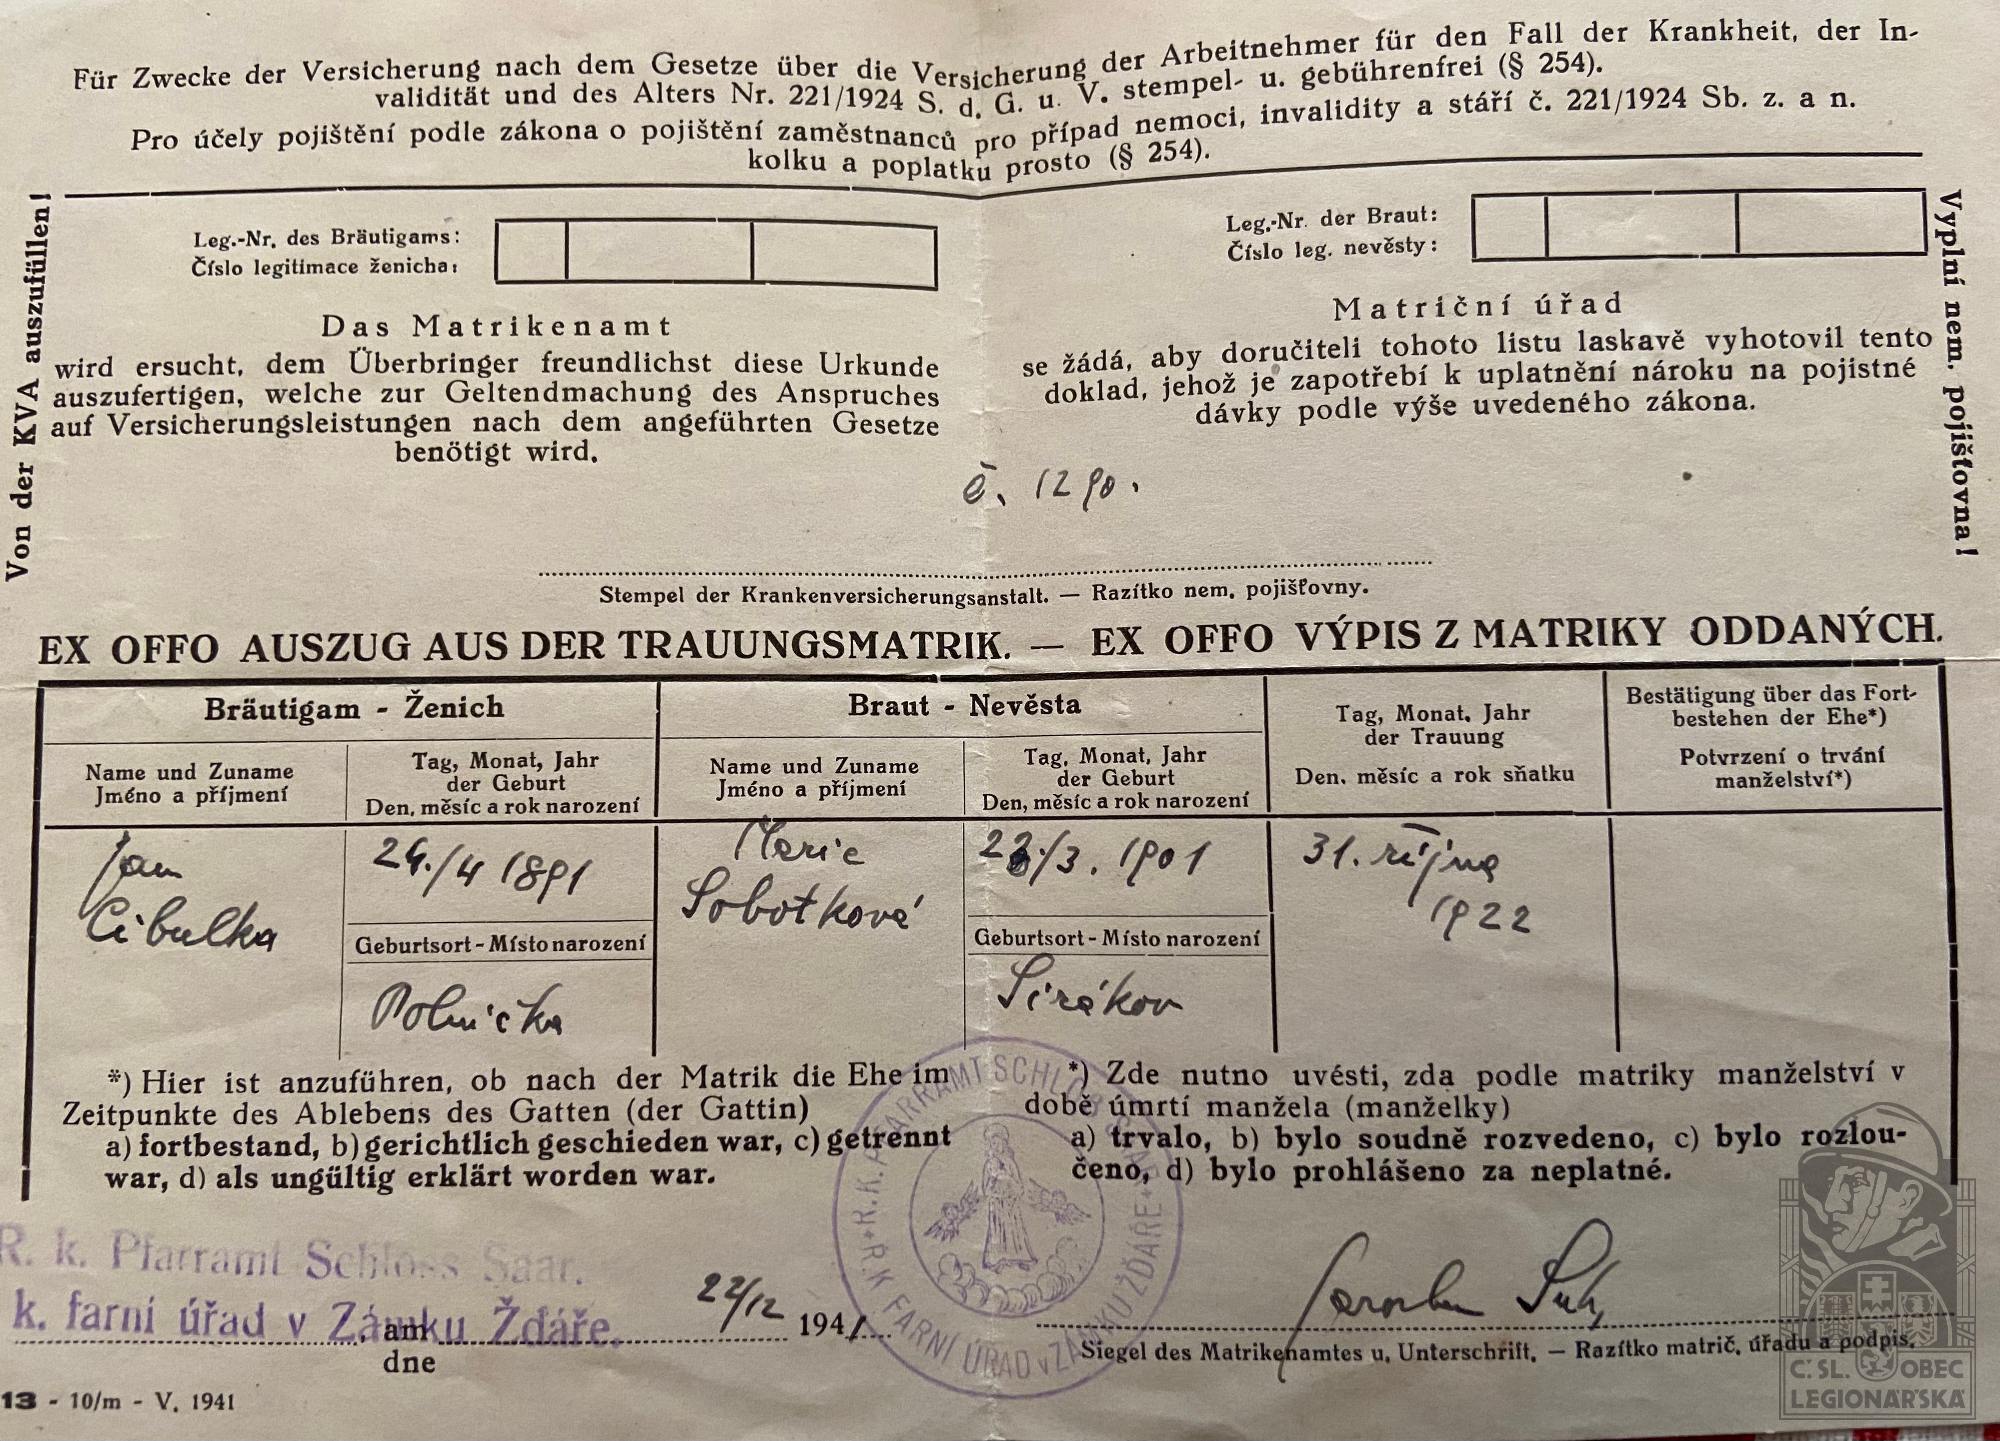 Für Zwecke der Versicherung nach dem Gesetze über die Versicherung der Arbeitnehmer für den Fall der Krankheit, der In-
validität und des Alters Nr. 221/1924 S. d. G. u. V. stempel- u. gebührenfrei (§ 254).
Pro účely pojištění podle zákona o pojištění zaměstnanců pro případ nemoci, invalidity a stáří č. 221/1924 Sb. z. a n.
kolku a poplatku prosto (§ 254).
Von der KVA auszufüllen!
Leg.-Nr. des Bräutigams:
Číslo legitimace ženicha:
Leg.-Nr. der Braut:
Číslo leg. nevěsty:
Vyplní nem. pojišťovna!
Das Matrikenamt
wird ersucht, dem Überbringer freundlichst diese Urkunde
auszufertigen, welche zur Geltendmachung des Anspruches
auf Versicherungsleistungen nach dem angeführten Gesetze
benötigt wird.
Matriční úřad
se žádá, aby doručiteli tohoto listu laskavě vyhotovil tento
doklad, jehož je zapotřebí k uplatnění nároku na pojistné
dávky podle výše uvedeného zákona.
č. 1290.
Stempel der Krankenversicherungsanstalt. — Razítko nem. pojišťovny.
EX OFFO AUSZUG AUS DER TRAUUNGSMATRIK. — EX OFFO VÝPIS Z MATRIKY ODDANÝCH.
Bräutigam - Ženich
Braut - Nevěsta
Tag, Monat, Jahr
der Trauung
Den, měsíc a rok sňatku
Bestätigung über das Fort-
bestehen der Ehe*)
Potvrzení o trvání
manželství*)
Name und Zuname
Jméno a příjmení
Tag, Monat, Jahr
der Geburt
Den, měsíc a rok narození
Name und Zuname
Jméno a příjmení
Tag, Monat, Jahr
der Geburt
Den, měsíc a rok narození
Jan
Cibulka
24./4 1891
Geburtsort - Místo narození
Polnička
Marie
Sobotková
/3. 1901
Geburtsort - Místo narození
Sirákov
31. října
1922
*) Hier ist anzuführen, ob nach der Matrik die Ehe im
Zeitpunkte des Ablebens des Gatten (der Gattin)
a) fortbestand, b) gerichtlich geschieden war, c) getrennt
war, d) als ungültig erklärt worden war.
*) Zde nutno uvésti, zda podle matriky manželství v
době úmrtí manžela (manželky)
a) trvalo, b) bylo soudně rozvedeno, c) bylo rozlou-
čeno, d) bylo prohlášeno za neplatné.
R. k. Pfarramt Schloss Saar.
k. farní úřad v Zámku Žďáře.
am
dne
22/12 1941
R. K. PFARRAMT SCHLOSS SAAR
R. K. FARNÍ ÚŘAD v ZÁMKU ŽĎÁŘE
Siegel des Matrikenamtes u. Unterschrift. — Razítko matrič. úřadu a podpis.
13 - 10/m - V. 1941
Č. SL. OBEC
LEGIONÁŘSKÁ